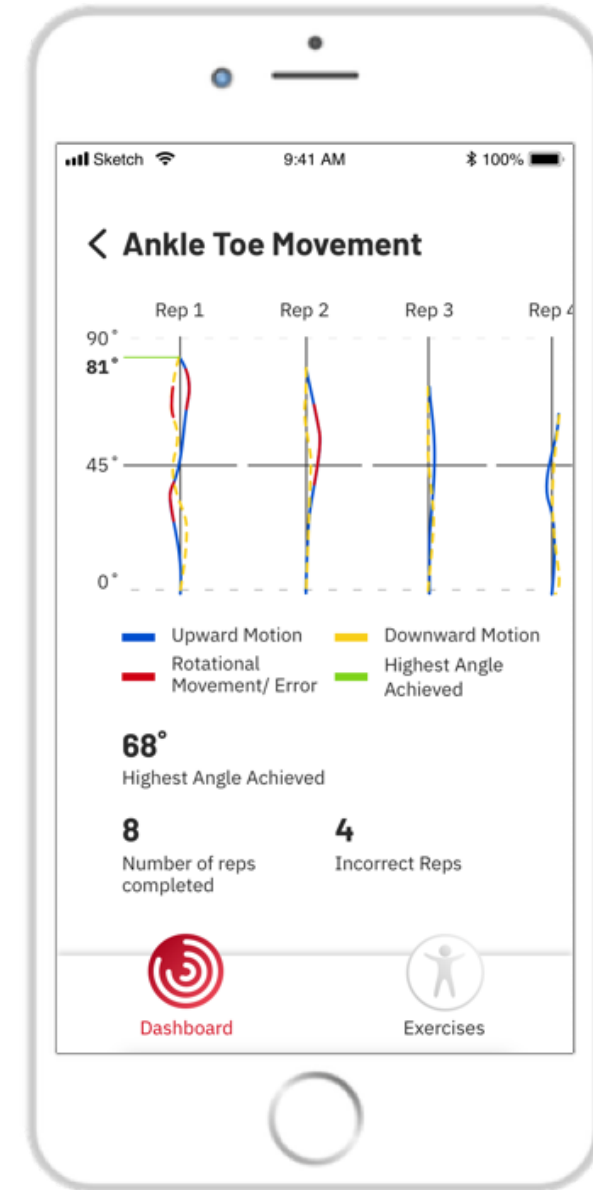 Sketch 9:41 AM 100%
Ankle Toe Movement
Rep 1 Rep 2 Rep 3 Rep 4
90°
81°
45°
0°
Upward Motion Downward Motion
Rotational Movement/ Error Highest Angle Achieved
68°
Highest Angle Achieved
8 4
Number of reps Incorrect Reps
completed
Dashboard Exercises